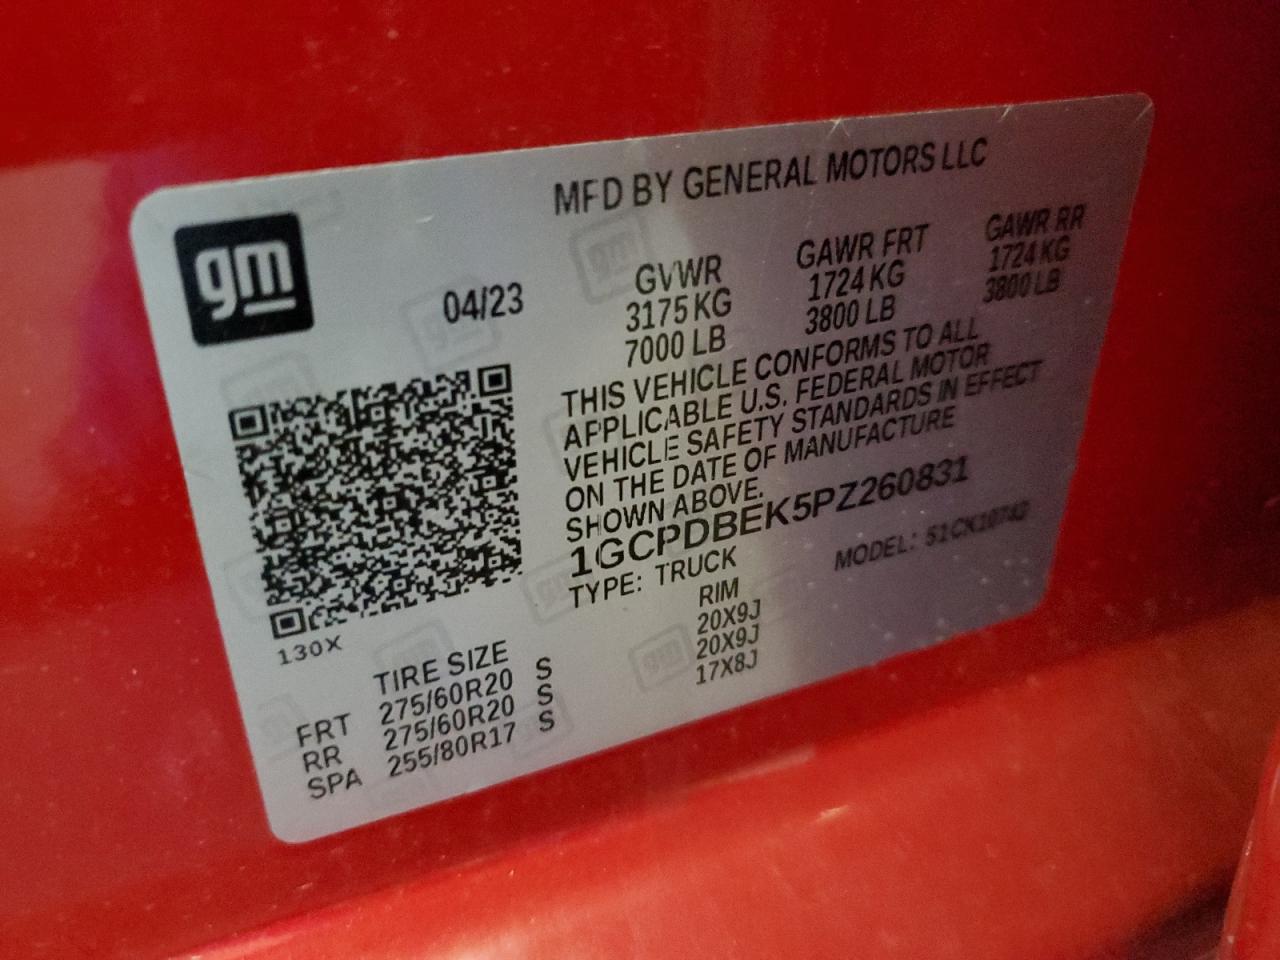 gm
MFD BY GENERAL MOTORS LLC
04/23
GVWR GAWR FRT GAWR RR
3175 KG 1724 KG 1724 KG
7000 LB 3800 LB 3800 LB
THIS VEHICLE CONFORMS TO ALL
APPLICABLE U.S. FEDERAL MOTOR
VEHICLE SAFETY STANDARDS IN EFFECT
ON THE DATE OF MANUFACTURE
SHOWN ABOVE.
1GCPDBEK5PZ260831
TYPE: TRUCK MODEL: 51CK10743
130X
TIRE SIZE RIM
FRT 275/60R20 S 20X9J
RR 275/60R20 S 20X9J
SPA 255/80R17 S 17X8J